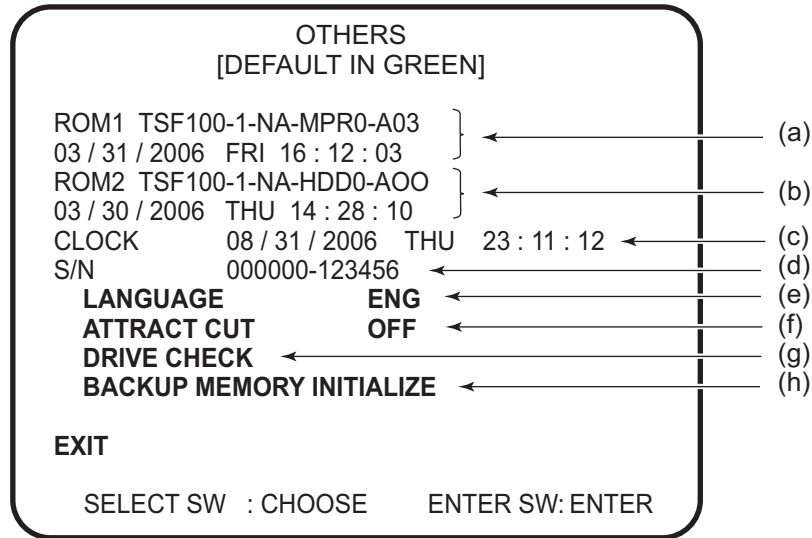 OTHERS
[DEFAULT IN GREEN]
ROM1 TSF100-1-NA-MPR0-A03
(a)
03 / 31 / 2006 FRI 16 : 12 : 03
ROM2 TSF100-1-NA-HDD0-AOO
(b)
03 / 30 / 2006 THU 14 : 28 : 10
CLOCK 08 / 31 / 2006 THU 23 : 11 : 12 (c)
S/N 000000-123456 (d)
LANGUAGE ENG (e)
ATTRACT CUT OFF (f)
DRIVE CHECK (g)
BACKUP MEMORY INITIALIZE (h)
EXIT
SELECT SW : CHOOSE ENTER SW: ENTER